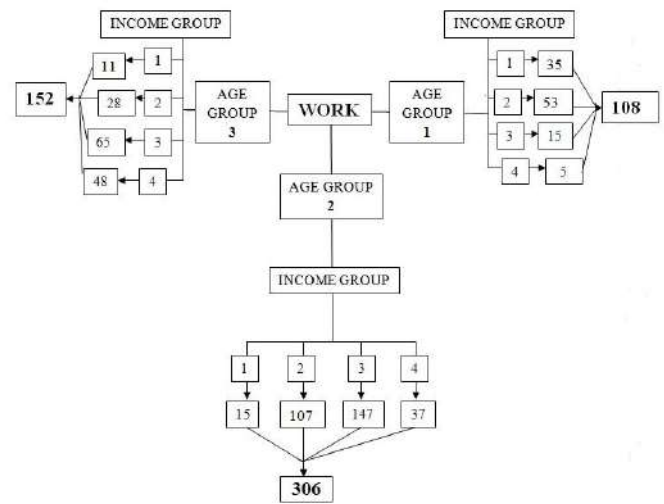 INCOME GROUP
INCOME GROUP
11 1
1 35
152
28 2
AGE
GROUP
3
WORK
AGE
GROUP
1
2 53
108
65 3
3 15
48 4
4 5
AGE GROUP
2
INCOME GROUP
1 2 3 4
15 107 147 37
306